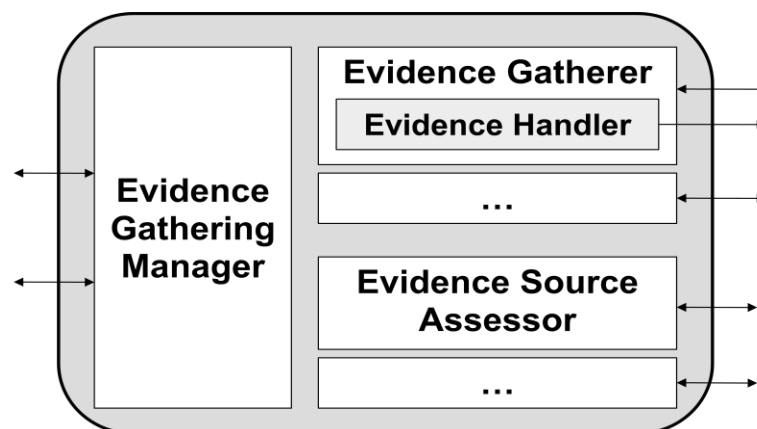 Evidence
Gathering
Manager
Evidence Gatherer
Evidence Handler
...
Evidence Source
Assessor
...